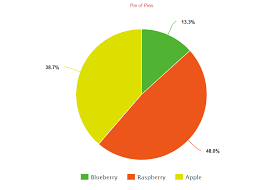 Pie of Pies
13.3%
38.7%
48.0%
Blueberry Raspberry Apple